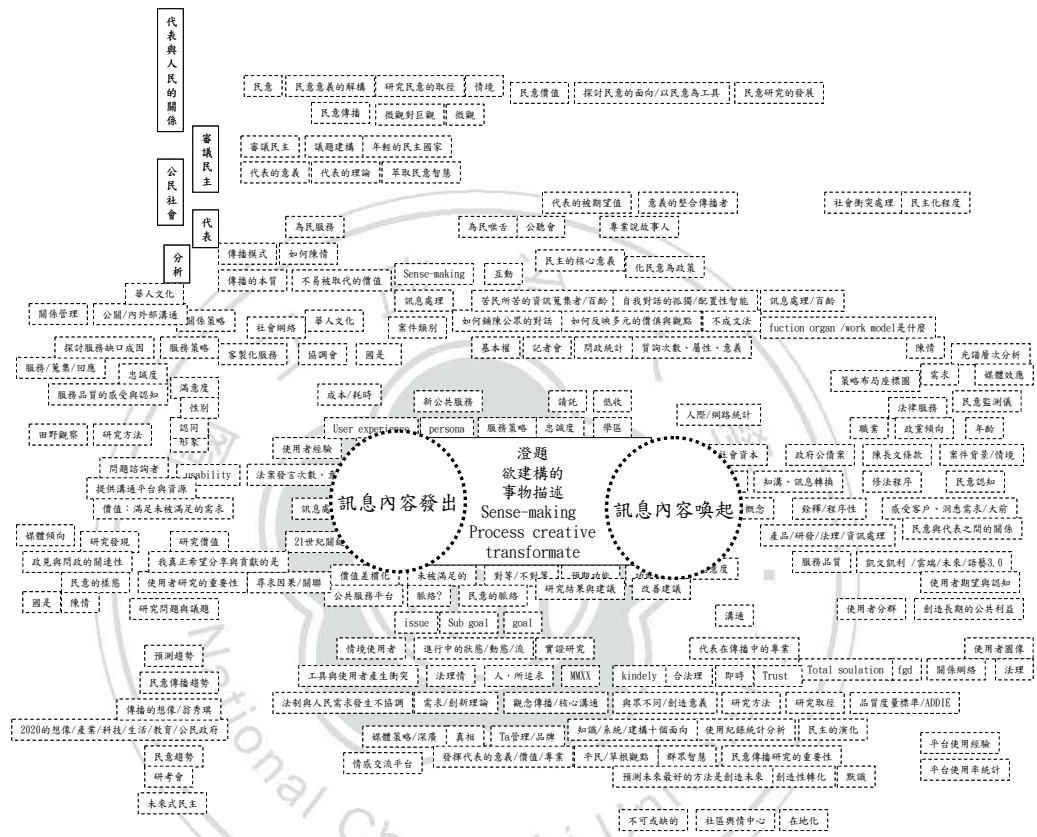 代表與人民的關係
民意 民意意義的解構 研究民意的取徑 情境 民意價值 探討民意的面向/以民意為工具 民意研究的發展
民意傳播 微觀對巨觀 微觀
審議民主
審議民主 議題建構 年輕的民主國家
代表的意義 代表的理論 萃取民意智慧
公民社會
代表的被期望值 意義的整合傳播者 社會衝突處理 民主化程度
代表
為民服務 為民喉舌 公聽會 專業說故事人
分析
傳播模式 如何陳情 民主的核心意義
傳播的本質 不易被取代的價值 Sense-making 互動 化民意為政策
華人文化 訊息處理 苦民所苦的資訊蒐集者/百齡 自我對話的孤獨/配置性智能 訊息處理/百齡
關係管理 公關/內外部溝通 關係策略 社會網絡 華人文化 案件類別 如何鋪陳公眾的對話 如何反映多元的價值與觀點 不成文法 fuction organ /work model是什麼
探討服務缺口成因 服務策略 客製化服務 協調會 國是 基本權 記者會 問政統計 質詢次數、屬性、意義 陳情 光譜層次分析
服務/蒐集/回應 忠誠度 滿意度 策略布局座標圖 需求 媒體效應
服務品質的感受與認知 性別 成本/耗時 新公共服務 請託 低收 人際/網路統計 法律服務 民意監測儀
田野觀察 研究方法 認同 User experience persona 服務策略 忠誠度 學區 職業 政黨傾向 年齡
形象 使用者經驗 社會資本 政府公債案 陳長文條款 案件背景/情境
問題諮詢者 usability 法案發言次數、意 知溝、訊息轉換 修法程序 民意認知
提供溝通平台與資源
價值：滿足未被滿足的需求 訊息處 概念 銓釋/程序性 感受客戶、洞悉需求/大前
訊息內容發出
澄題
欲建構的
事物描述
Sense-making
Process creative
transformate
訊息內容喚起
媒體傾向 研究發現 研究價值 21世紀關鍵 產品/研發/法理/資訊處理 民意與代表之間的關係
政見與問政的關連性 我真正希望分享與貢獻的是 服務品質 凱文凱利 /雲端/未來/語藝3.0
民意的樣態 使用者研究的重要性 尋求因果/關聯 價值差櫃化 未被滿足的 對等/不對等 預期功能 使用者期望與認知
國是 陳情 研究問題與議題 公共服務平台 脈絡? 民意的脈絡 研究結果與建議 改善建議 使用者分群 創造長期的公共利益
issue Sub goal goal 溝通
預測趨勢 情境使用者 進行中的狀態/動態/流 實證研究 代表在傳播中的專業 使用者圖像
民意傳播趨勢 工具與使用者產生衝突 法理情 人，所追求 MMXX kindely 合法理 即時 Trust Total soulation fgd 關係網絡 法理
傳播的想像/翁秀琪 法制與人民需求發生不協調 需求/創新理論 觀念傳播/核心溝通 與眾不同/創造意義 研究方法 研究取徑 品質度量標準/ADDIE
2020的想像/產業/科技/生活/教育/公民政府 媒體策略/深廣 真相 Ta管理/品牌 知識/系統/建構十個面向 使用紀錄統計分析 民主的演化
民意趨勢 情感交流平台 發揮代表的意義/價值/專業 平民/草根觀點 群眾智慧 民意傳播研究的重要性 平台使用經驗
研考會 預測未來最好的方法是創造未來 創造性轉化 默識 平台使用率統計
未來式民主 不可或缺的 社區輿情中心 在地化
National Ch